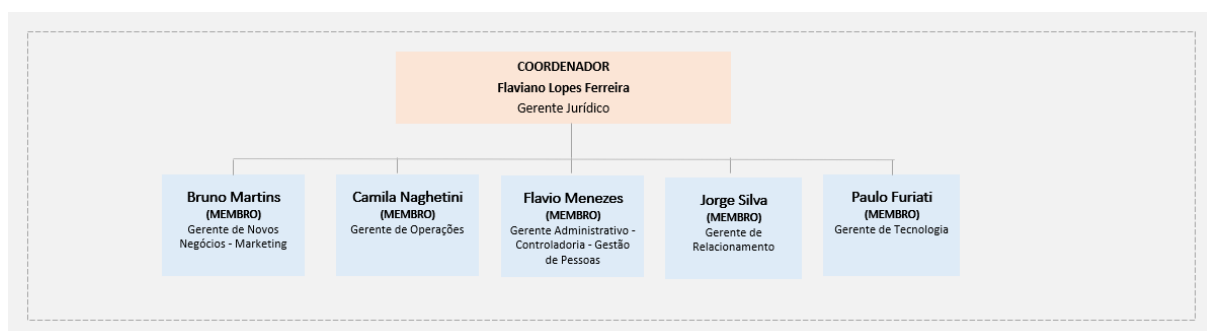 COORDENADOR
Flaviano Lopes Ferreira
Gerente Jurídico
Bruno Martins
(MEMBRO)
Gerente de Novos
Negócios - Marketing
Camila Naghetini
(MEMBRO)
Gerente de Operações
Flavio Menezes
(MEMBRO)
Gerente Administrativo -
Controladoria - Gestão
de Pessoas
Jorge Silva
(MEMBRO)
Gerente de
Relacionamento
Paulo Furiati
(MEMBRO)
Gerente de Tecnologia